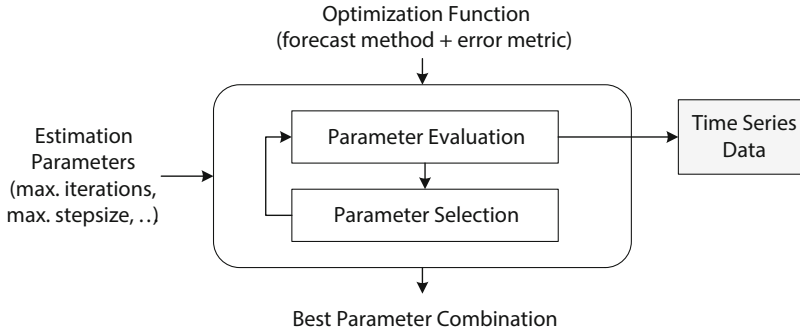 Optimization Function
(forecast method + error metric)
Estimation
Parameters
(max. iterations,
max. stepsize, ...)
Parameter Evaluation
Parameter Selection
Time Series
Data
Best Parameter Combination